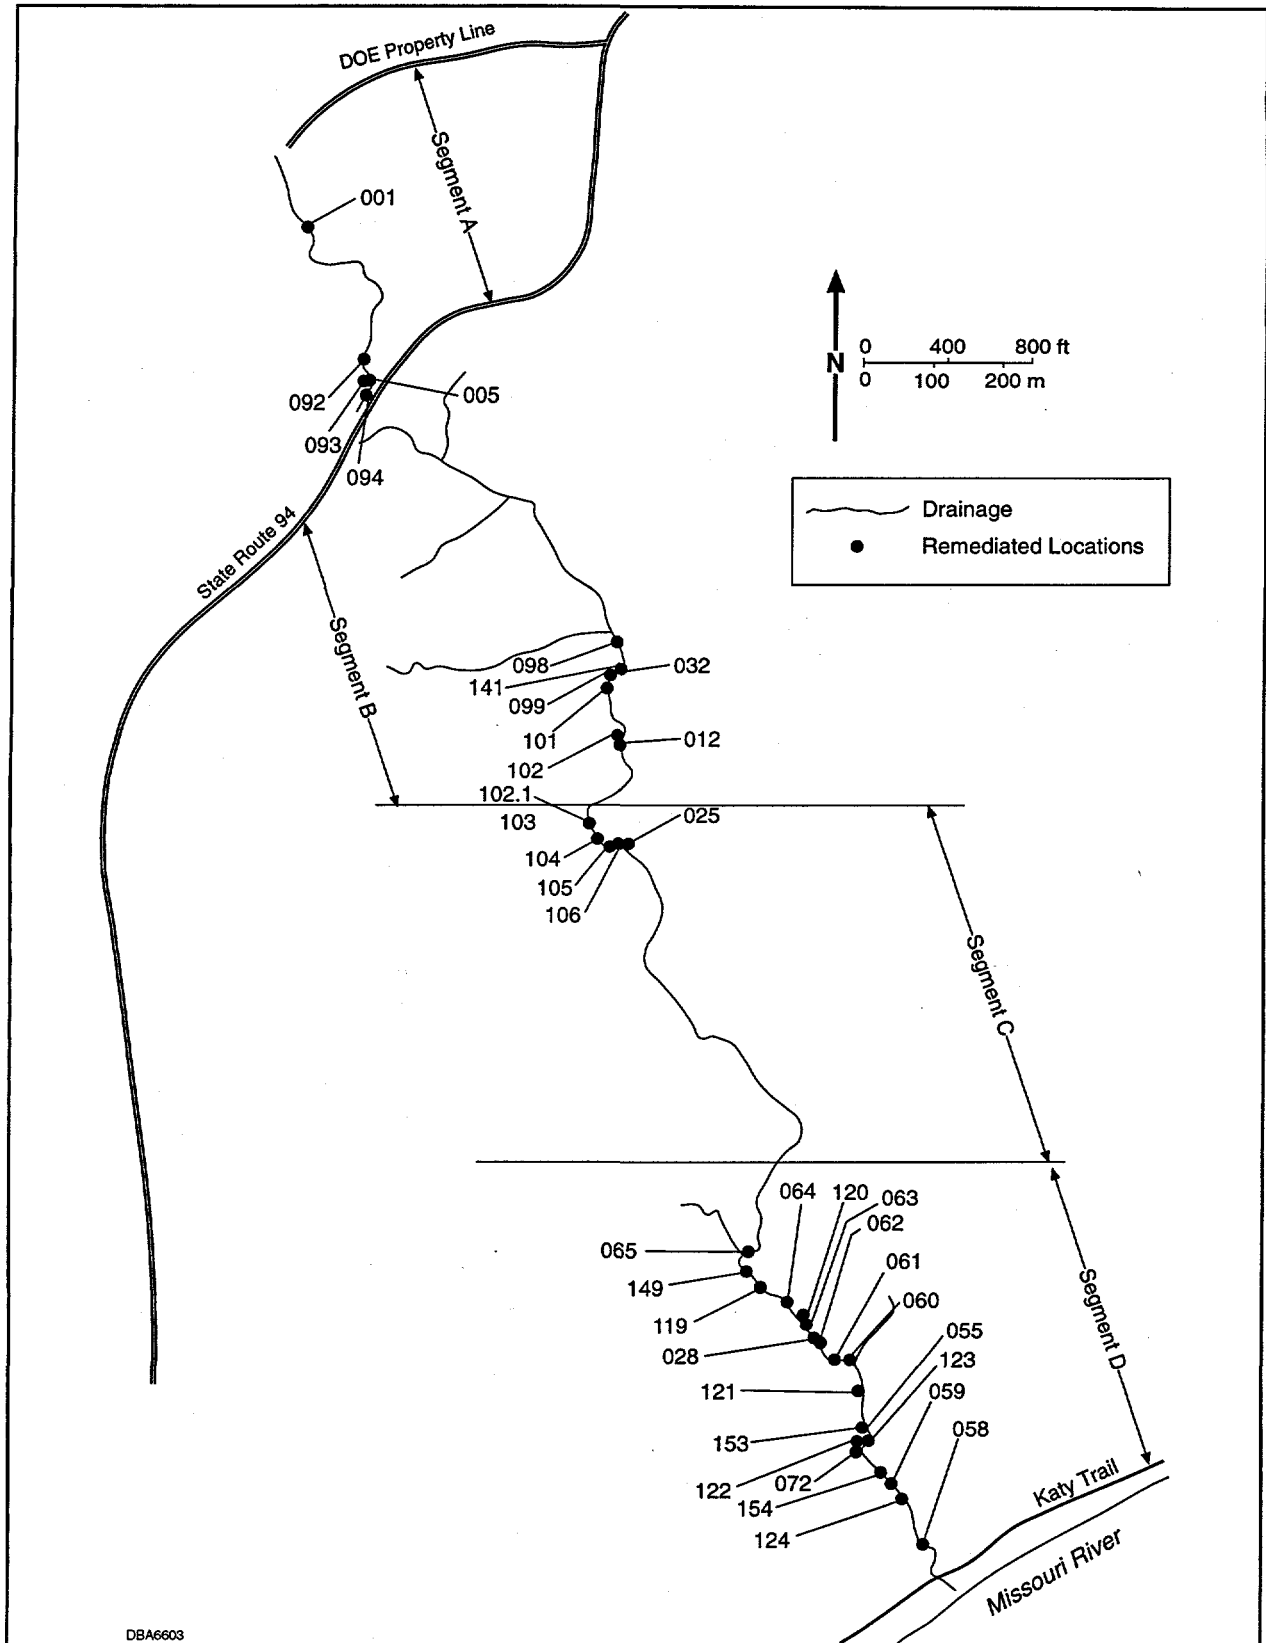 DOE Property Line
Segment A
001
092
005
093
094
N
0 400 800 ft
0 100 200 m
Drainage
Remediated Locations
State Route 94
Segment B
098
032
141
099
101
012
102
102.1
103
025
104
105
106
Segment C
064
120
063
062
065
061
149
060
119
055
028
123
121
059
153
058
072
122
154
124
Segment D
Katy Trail
Missouri River
DBA6603